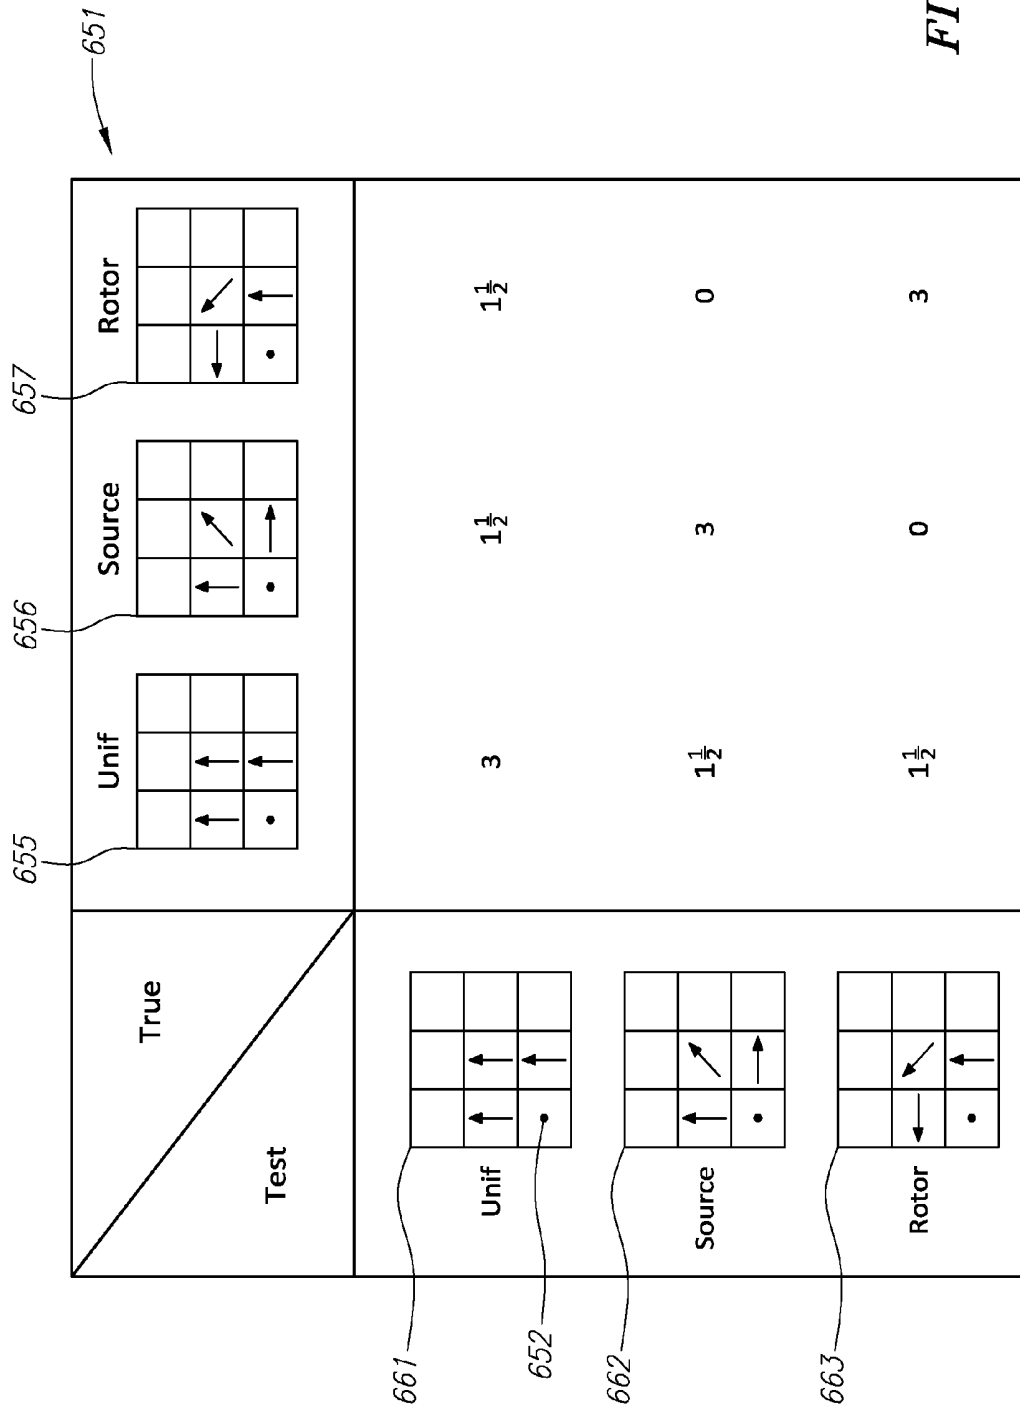 655 656 657
651
Unif Source Rotor
True
Test
661
Unif 3 1½ 1½
652
662
Source 1½ 3 0
663
Rotor 1½ 0 3
FI